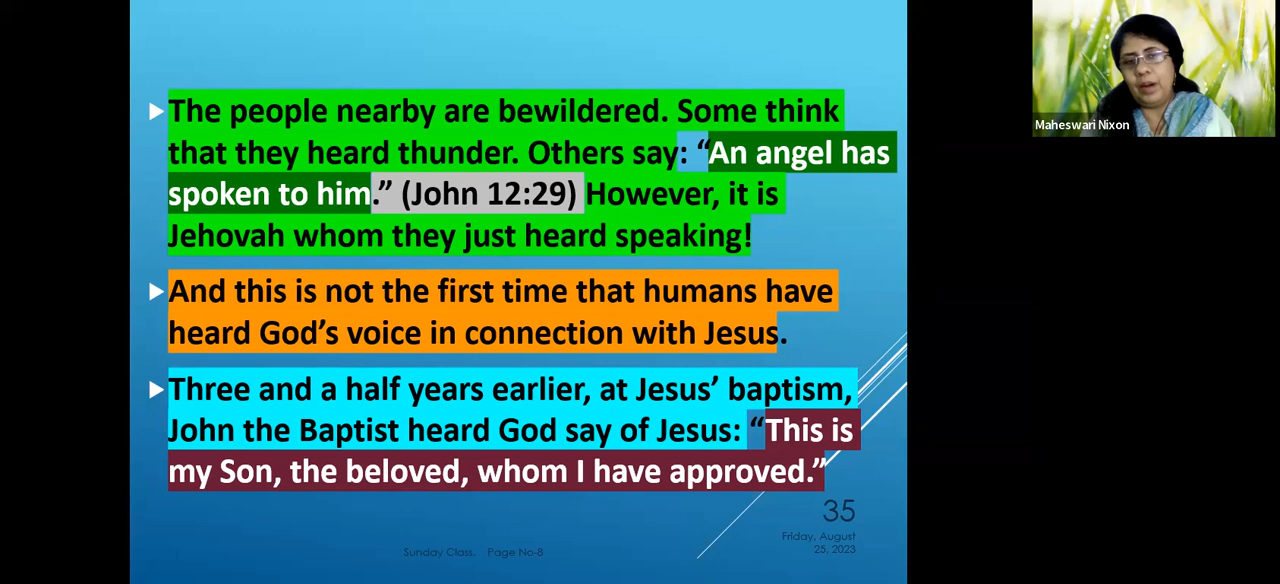 The people nearby are bewildered. Some think
that they heard thunder. Others say: “An angel has
spoken to him.” (John 12:29) However, it is
Jehovah whom they just heard speaking!
And this is not the first time that humans have
heard God’s voice in connection with Jesus.
Three and a half years earlier, at Jesus’ baptism,
John the Baptist heard God say of Jesus: “This is
my Son, the beloved, whom I have approved.”
35
Friday, August
25, 2023
Sunday Class. Page No-8
Maheswari Nixon